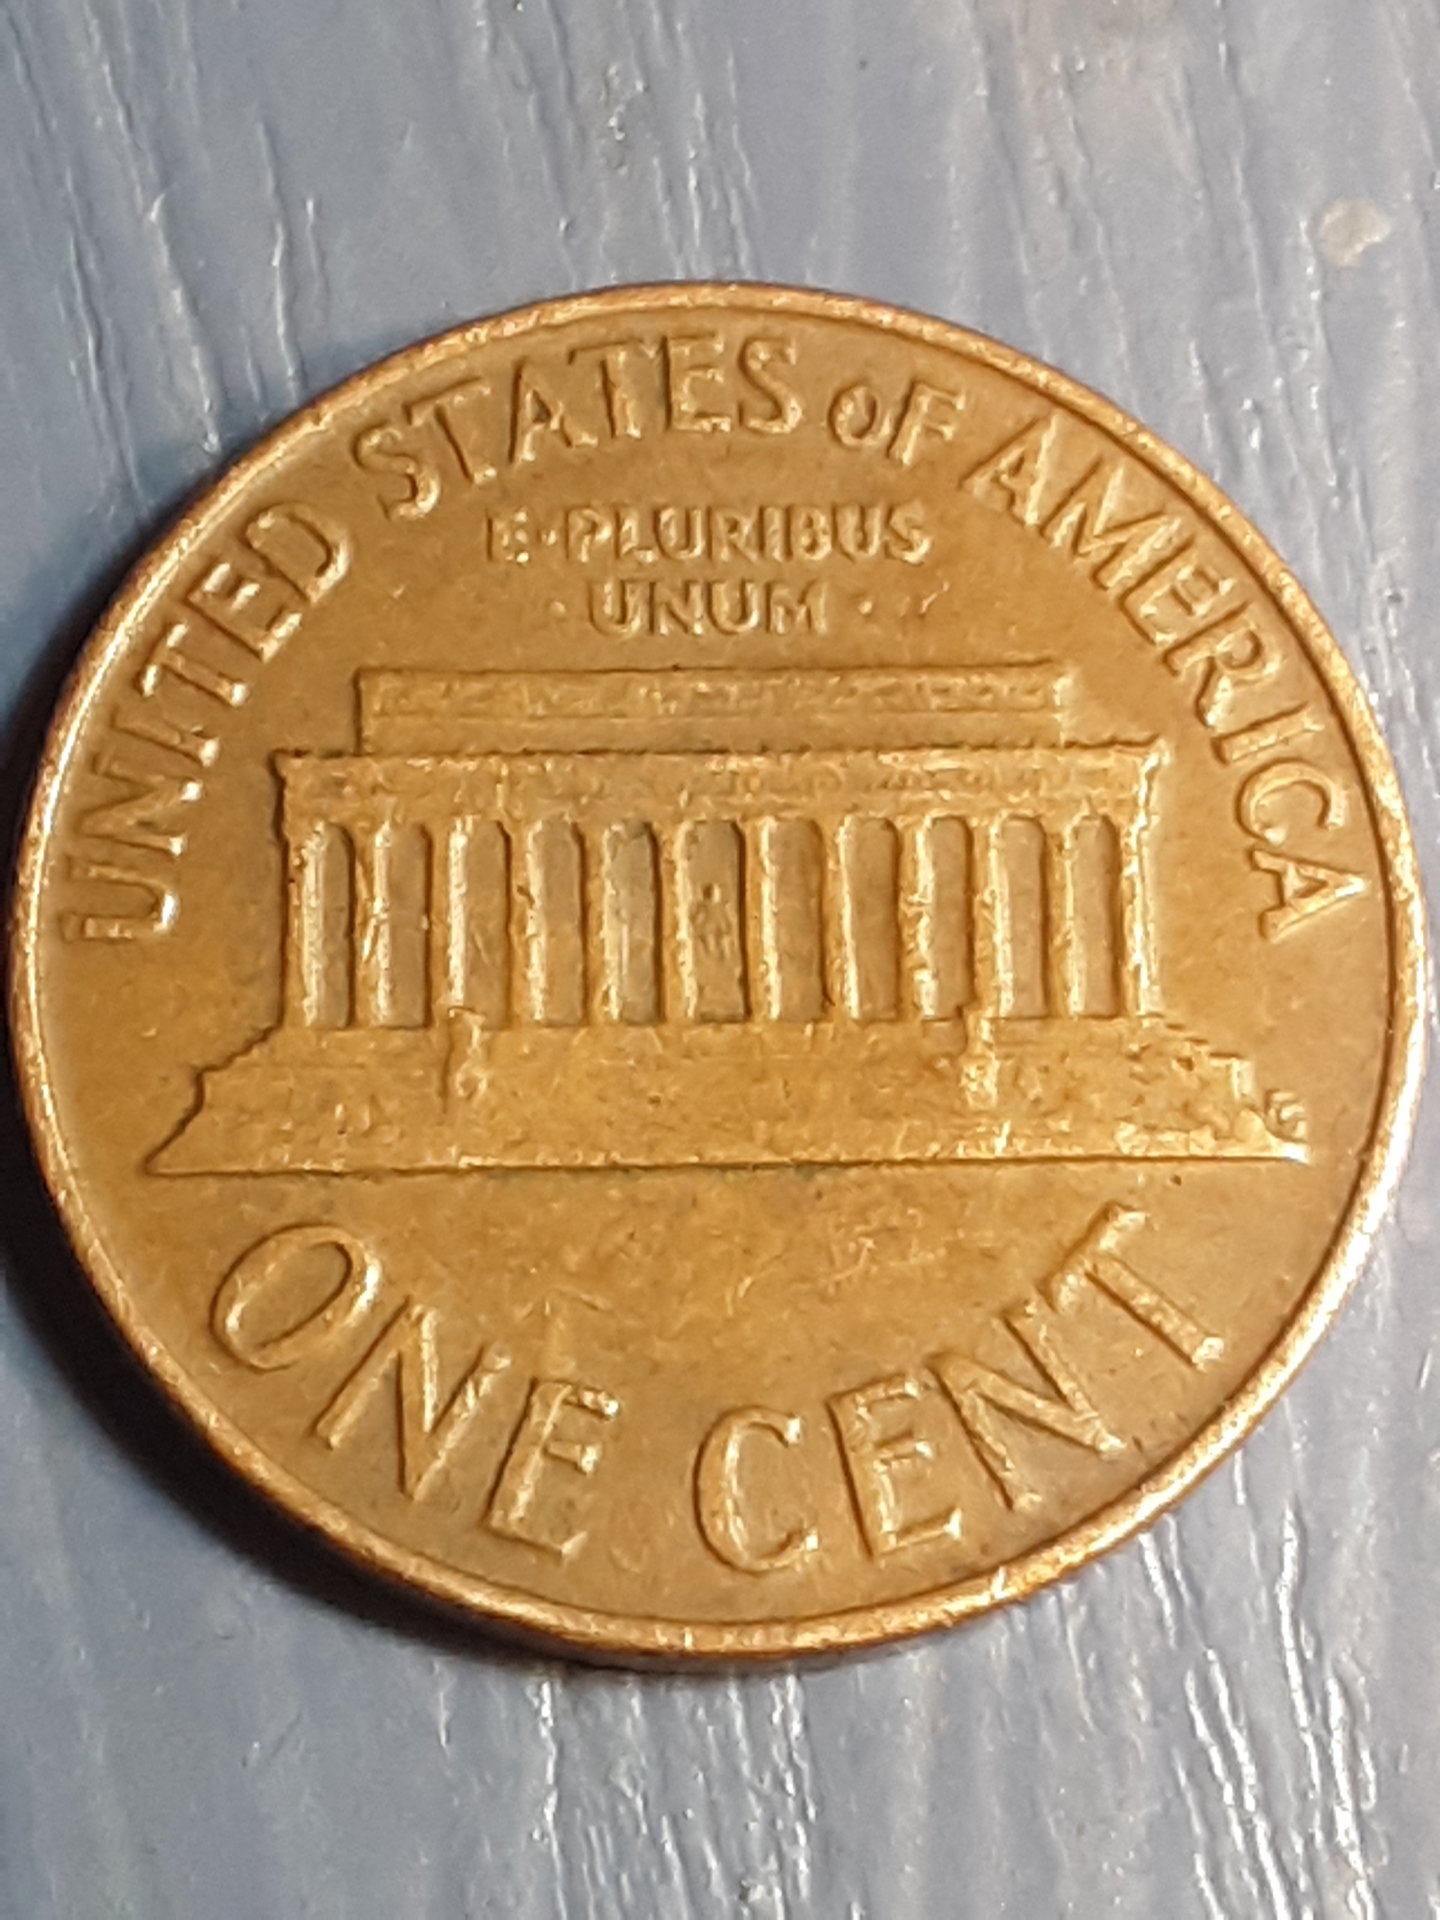 UNITED STATES OF AMERICA
E·PLURIBUS
·UNUM·
ONE CENT